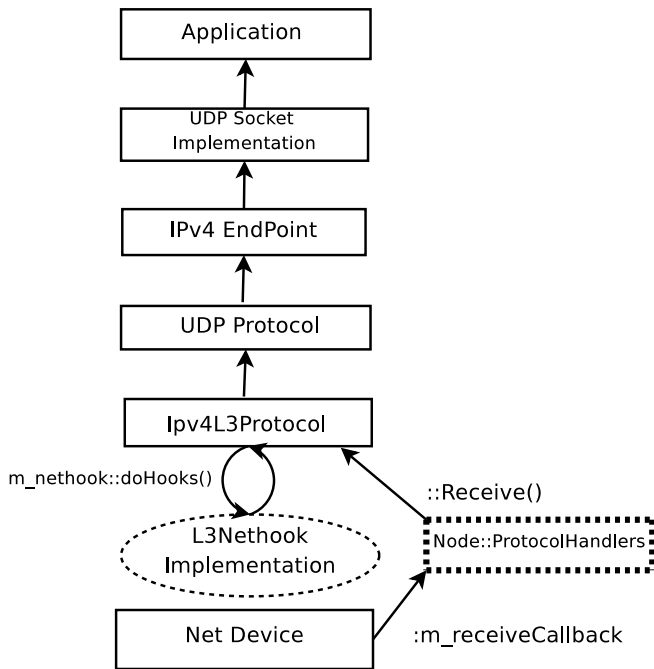 Application
UDP Socket
Implementation
IPv4 EndPoint
UDP Protocol
Ipv4L3Protocol
m_nethook::doHooks()
::Receive()
L3Nethook
Implementation
Node::ProtocolHandlers
Net Device
:m_receiveCallback